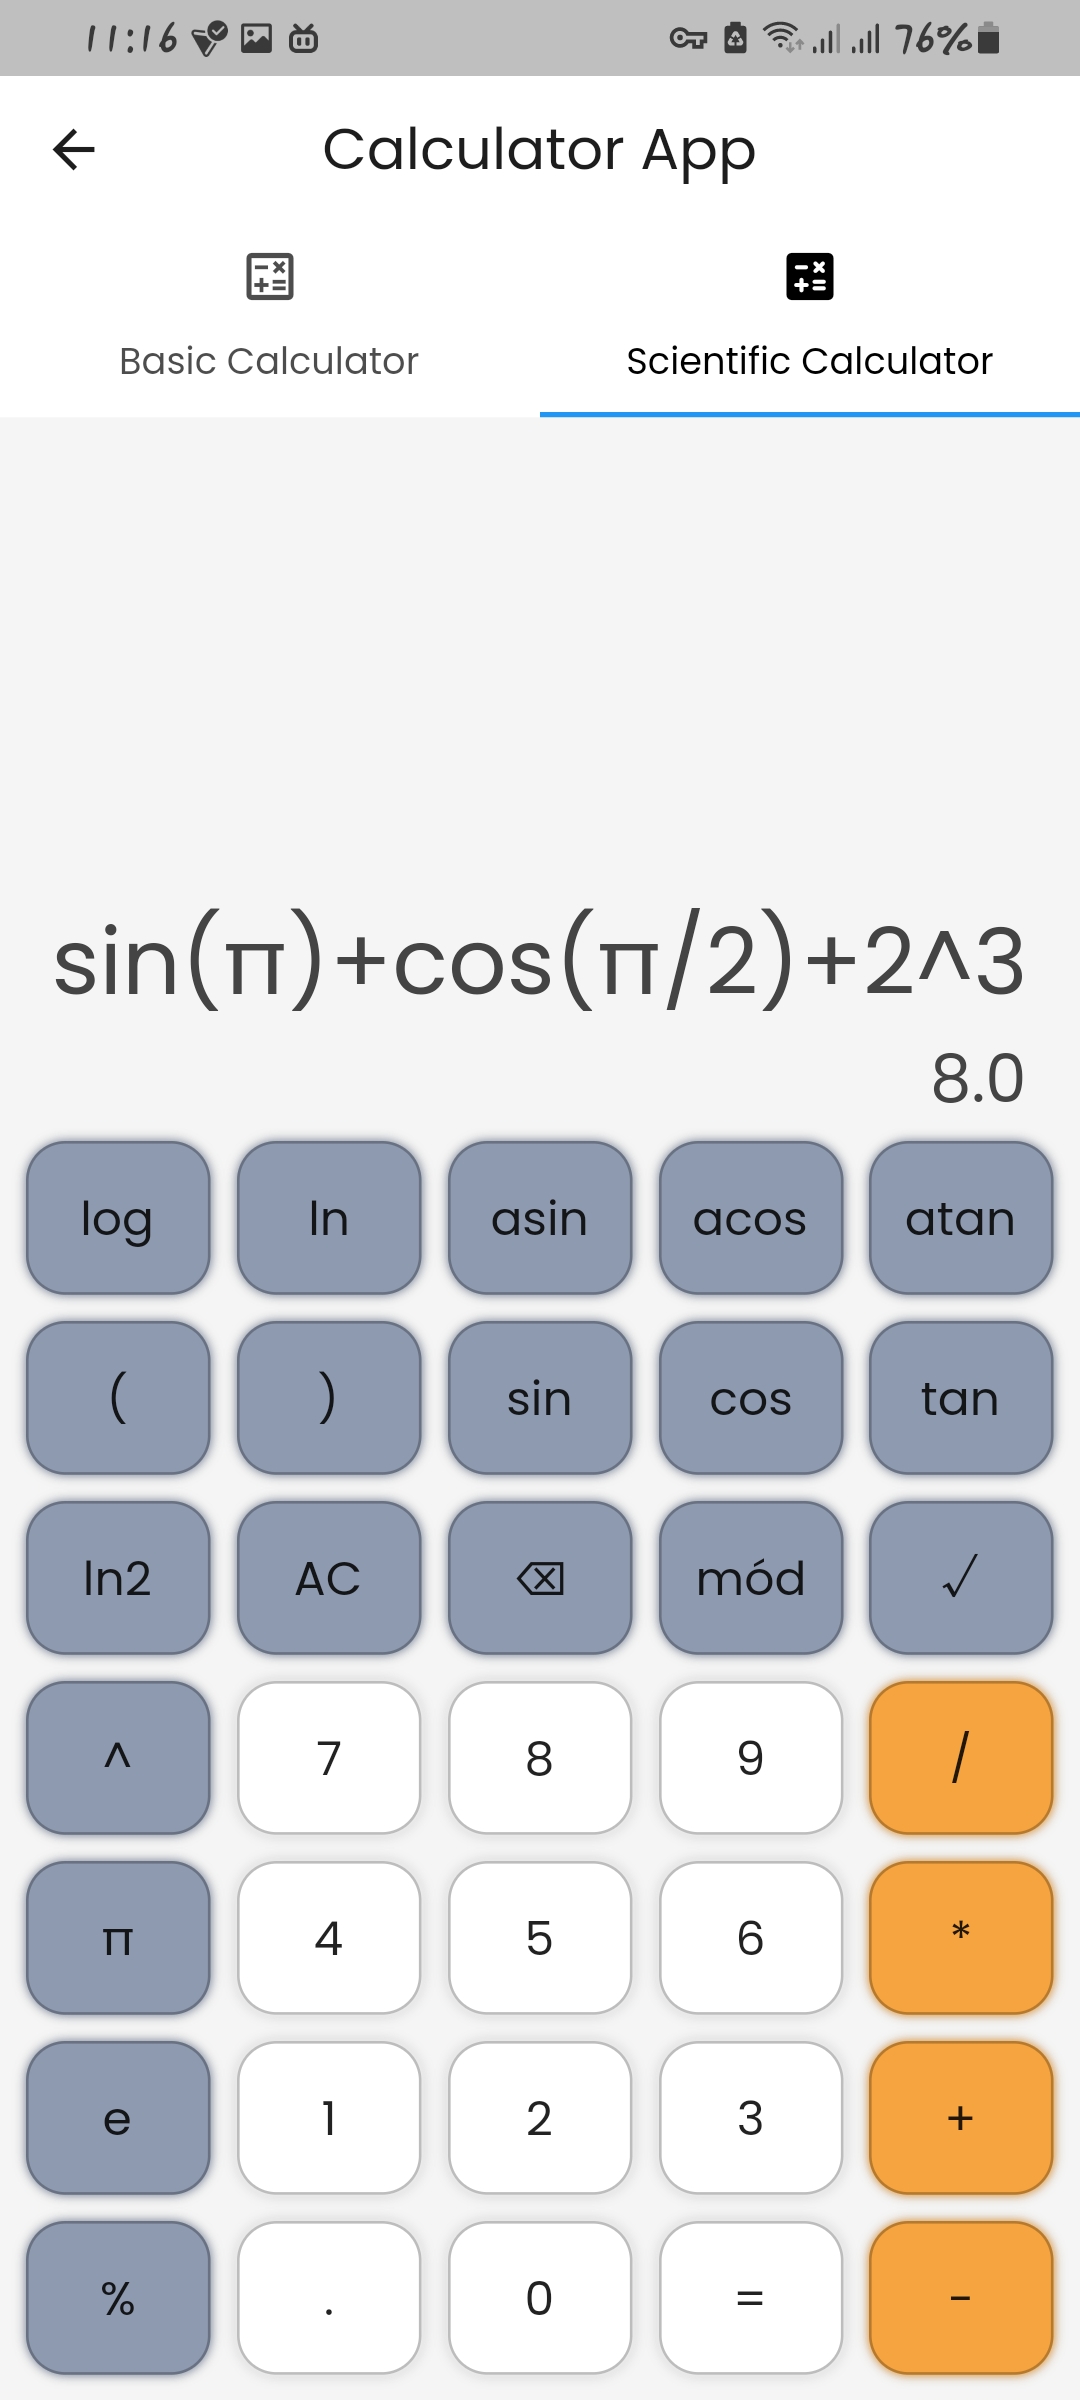 11:16 76%
Calculator App
Basic Calculator Scientific Calculator
sin(π)+cos(π/2)+2^3
8.0
log ln asin acos atan
( ) sin cos tan
ln2 AC ⌫ mód √
^ 7 8 9 /
π 4 5 6 *
e 1 2 3 +
% . 0 = -